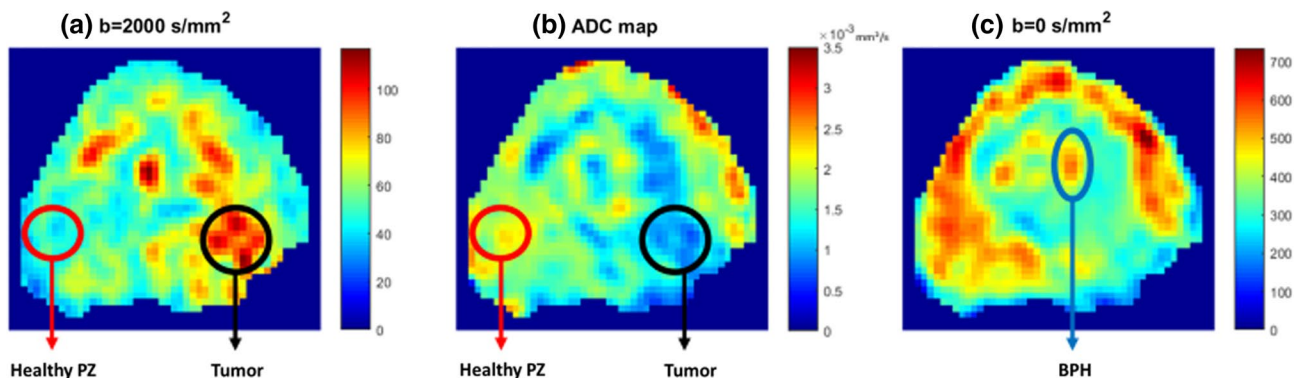 (a) b=2000 s/mm²
(b) ADC map
(c) b=0 s/mm²
×10⁻³ mm²/s
100
80
60
40
20
0
3.5
3
2.5
2
1.5
1
0.5
0
700
600
500
400
300
200
100
0
Healthy PZ
Tumor
Healthy PZ
Tumor
BPH